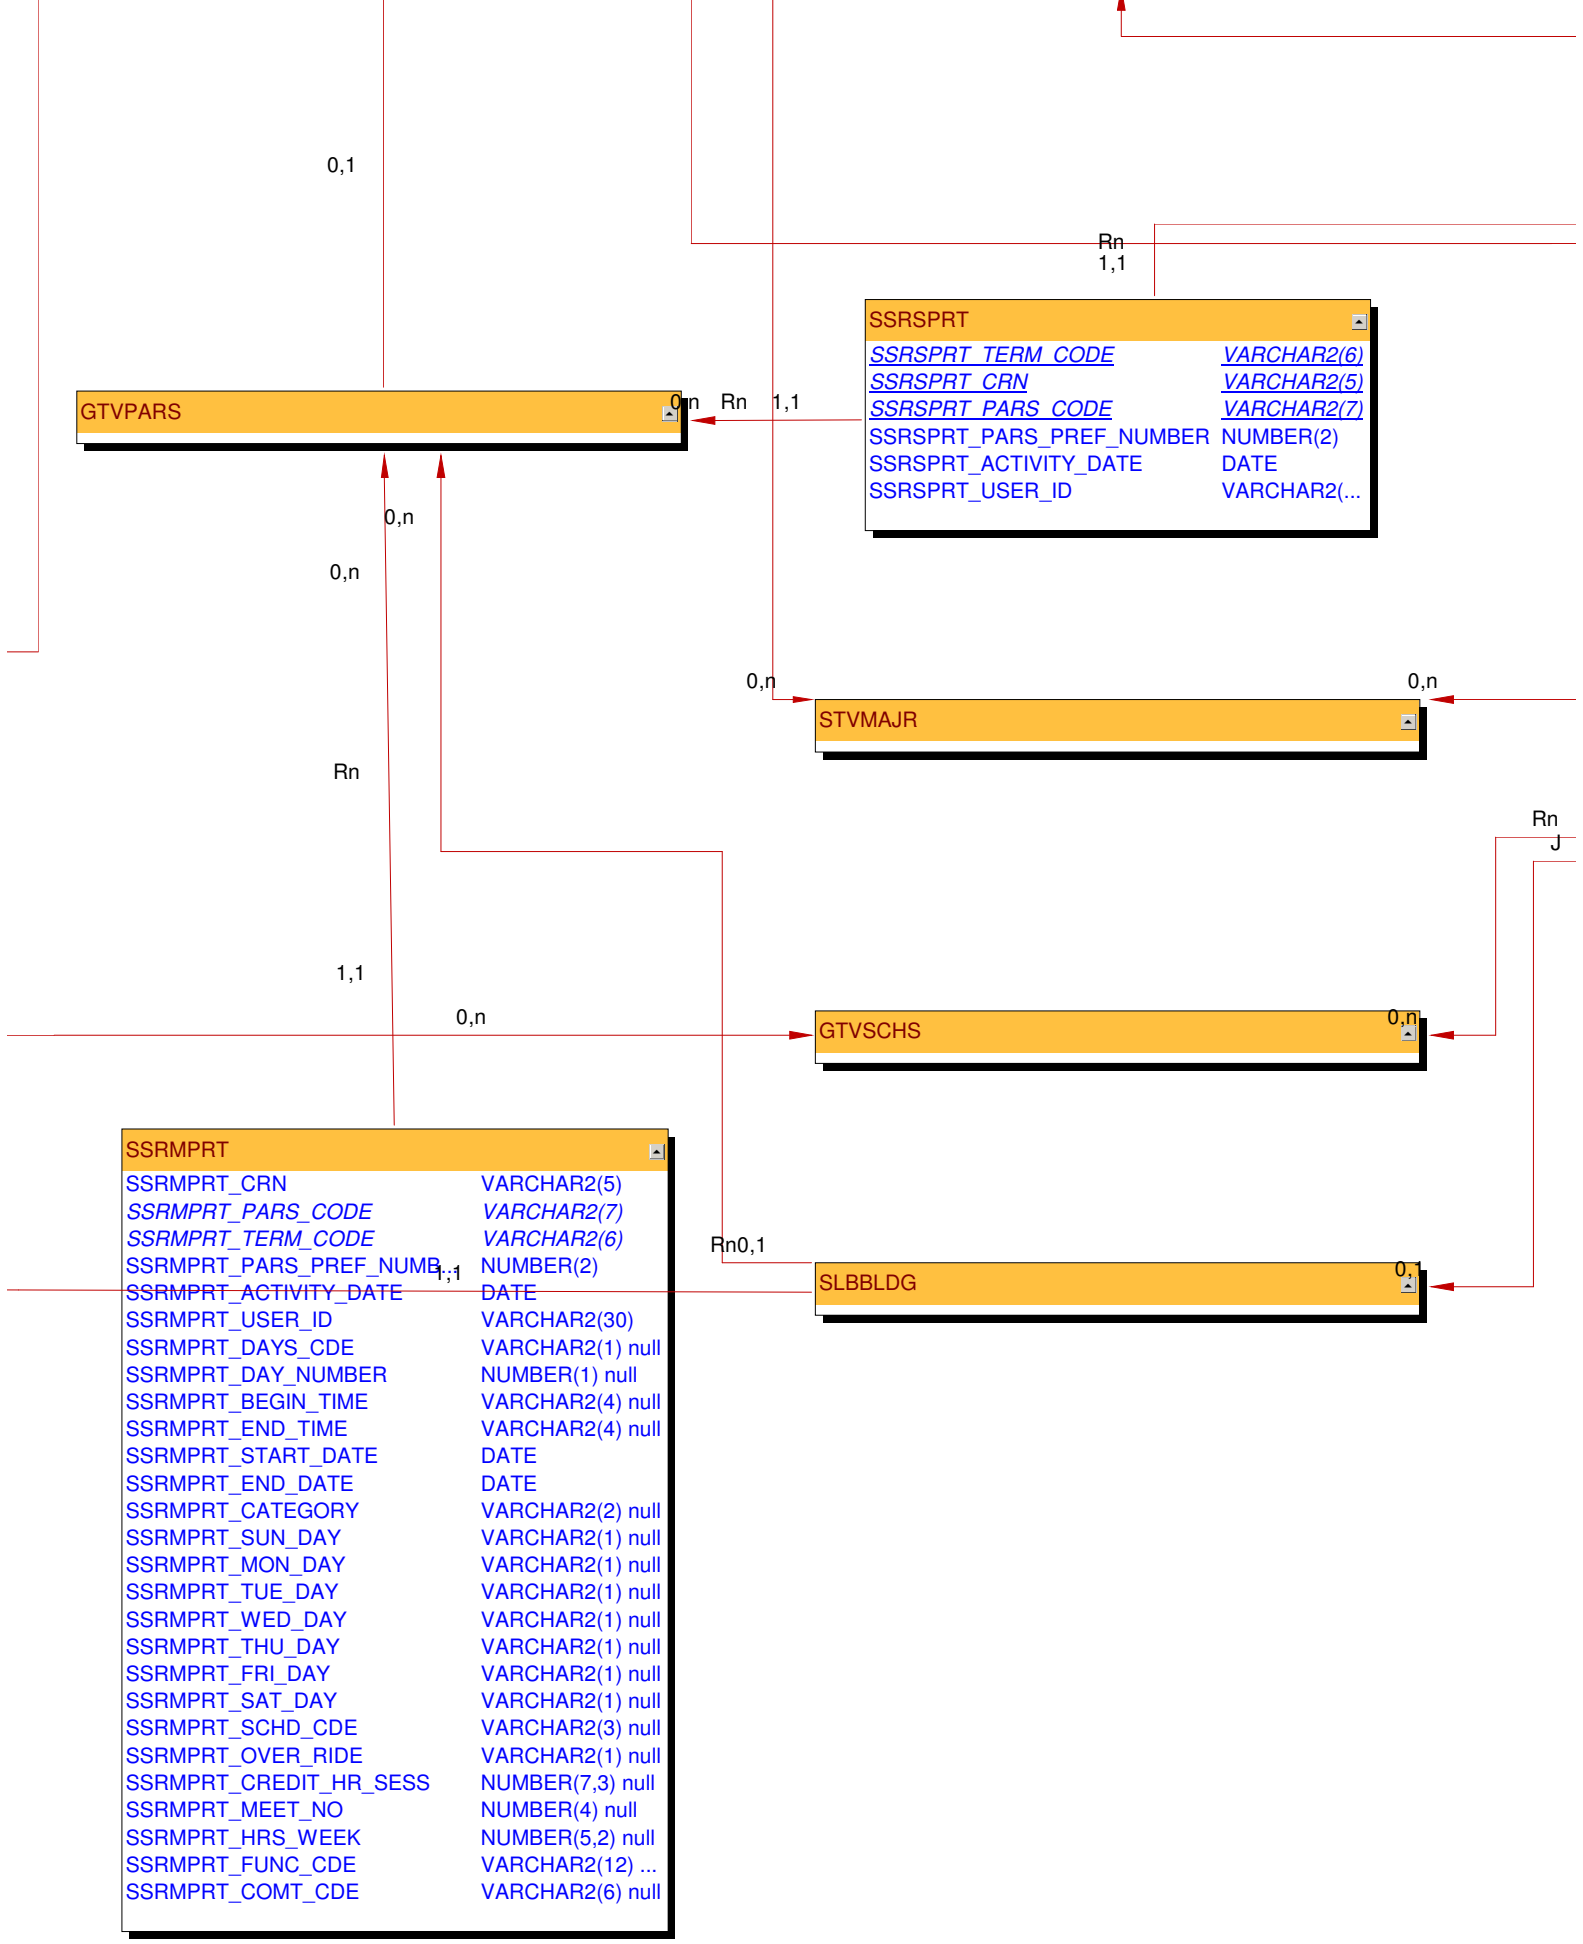 0,1
Rn
1,1
SSRSPRT
SSRSPRT_TERM_CODE VARCHAR2(6)
SSRSPRT_CRN VARCHAR2(5)
SSRSPRT_PARS_CODE VARCHAR2(7)
SSRSPRT_PARS_PREF_NUMBER NUMBER(2)
SSRSPRT_ACTIVITY_DATE DATE
SSRSPRT_USER_ID VARCHAR2(...
GTVPARS
0,n Rn 1,1
0,n
0,n
0,n
0,n
STVMAJR
Rn
Rn
J
1,1
0,n
GTVSCHS
0,n
SSRMPRT
SSRMPRT_CRN VARCHAR2(5)
SSRMPRT_PARS_CODE VARCHAR2(7)
SSRMPRT_TERM_CODE VARCHAR2(6)
SSRMPRT_PARS_PREF_NUMB... NUMBER(2)
1,1
SSRMPRT_ACTIVITY_DATE DATE
SSRMPRT_USER_ID VARCHAR2(30)
SSRMPRT_DAYS_CDE VARCHAR2(1) null
SSRMPRT_DAY_NUMBER NUMBER(1) null
SSRMPRT_BEGIN_TIME VARCHAR2(4) null
SSRMPRT_END_TIME VARCHAR2(4) null
SSRMPRT_START_DATE DATE
SSRMPRT_END_DATE DATE
SSRMPRT_CATEGORY VARCHAR2(2) null
SSRMPRT_SUN_DAY VARCHAR2(1) null
SSRMPRT_MON_DAY VARCHAR2(1) null
SSRMPRT_TUE_DAY VARCHAR2(1) null
SSRMPRT_WED_DAY VARCHAR2(1) null
SSRMPRT_THU_DAY VARCHAR2(1) null
SSRMPRT_FRI_DAY VARCHAR2(1) null
SSRMPRT_SAT_DAY VARCHAR2(1) null
SSRMPRT_SCHD_CDE VARCHAR2(3) null
SSRMPRT_OVER_RIDE VARCHAR2(1) null
SSRMPRT_CREDIT_HR_SESS NUMBER(7,3) null
SSRMPRT_MEET_NO NUMBER(4) null
SSRMPRT_HRS_WEEK NUMBER(5,2) null
SSRMPRT_FUNC_CDE VARCHAR2(12) ...
SSRMPRT_COMT_CDE VARCHAR2(6) null
Rn0,1
SLBBLDG
0,1